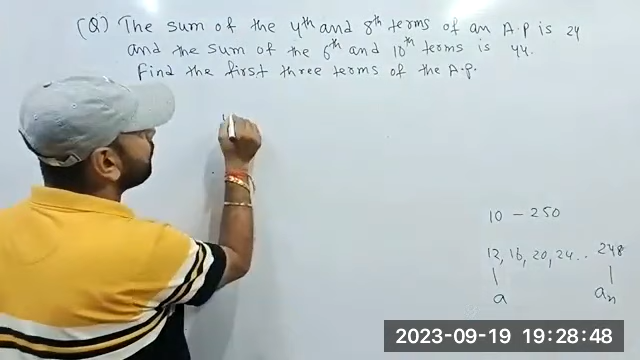 (Q) The sum of the 4th and 8th terms of an A.P is 24
and the sum of the 6th and 10th terms is 44.
Find the first three terms of the A.P.
10 - 250
12, 16, 20, 24.. 248
a an
2023-09-19 19:28:48